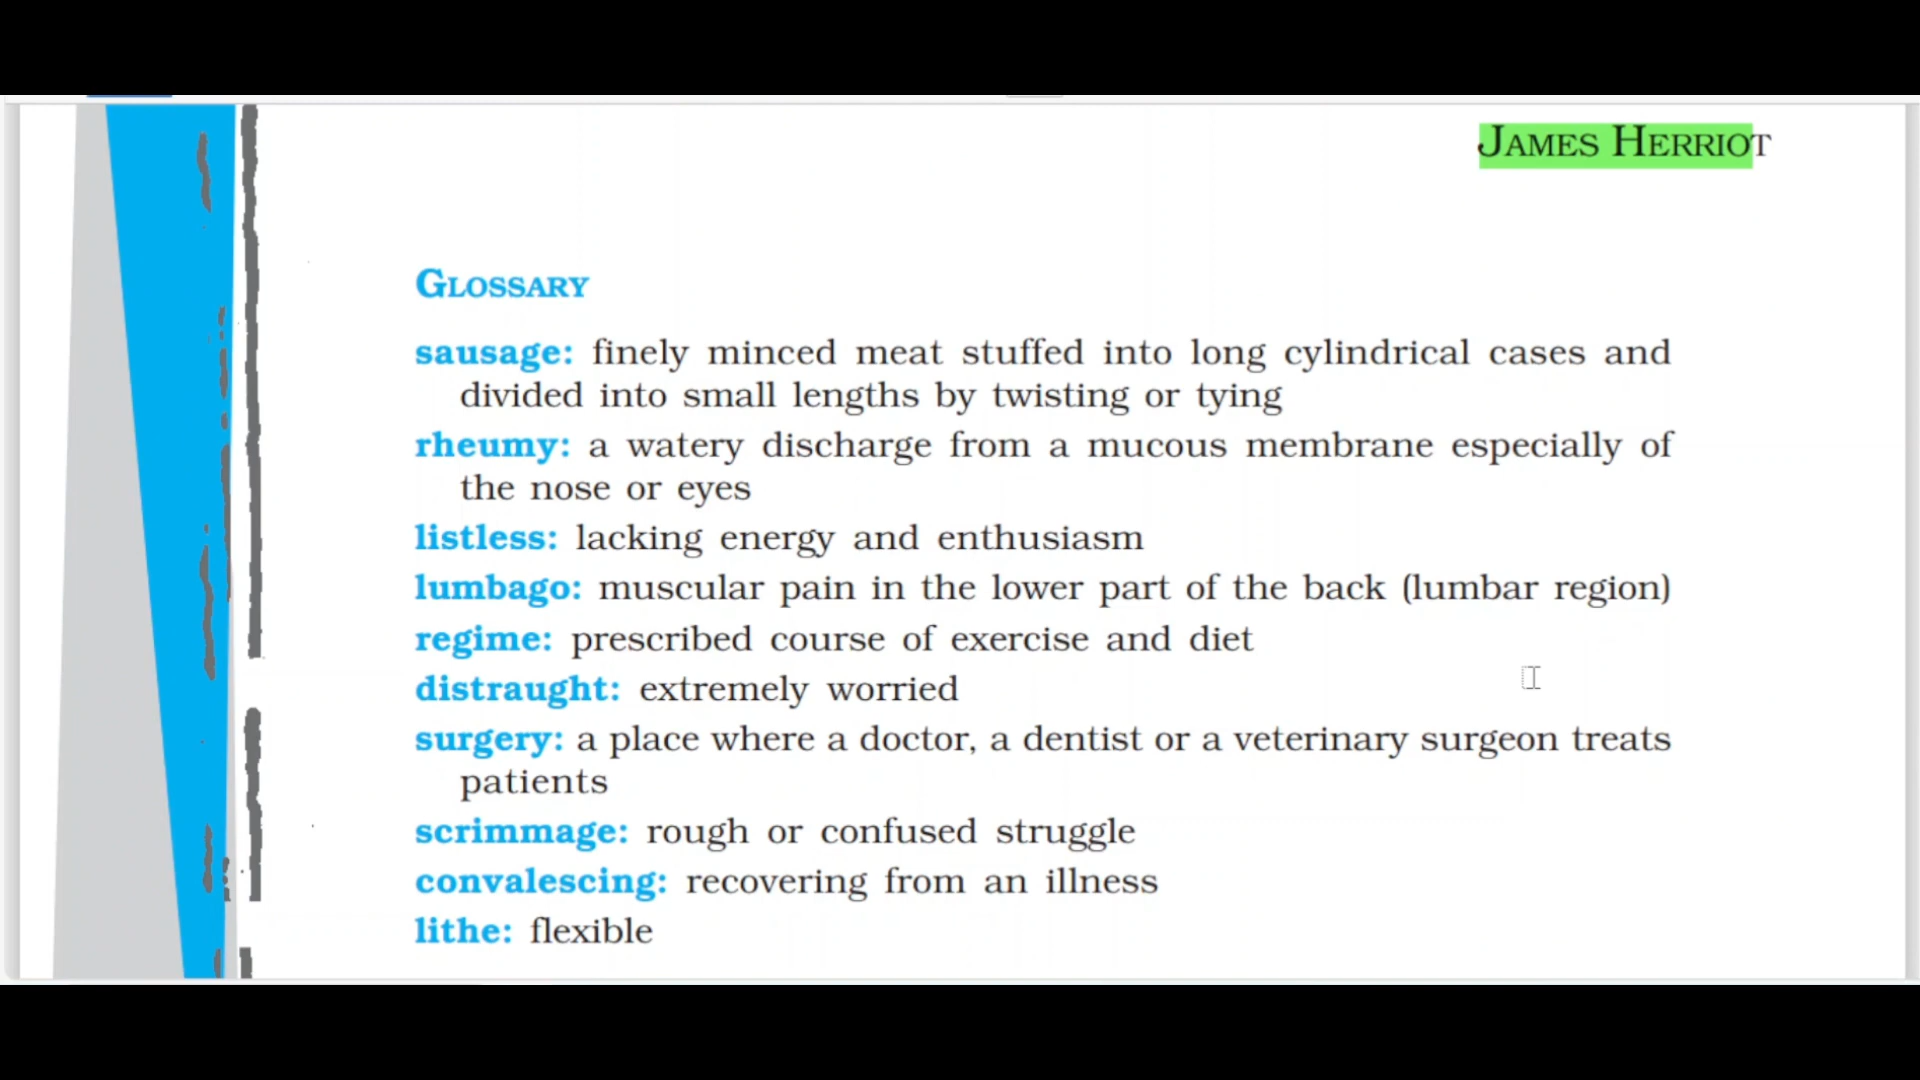 JAMES HERRIOT
GLOSSARY
sausage: finely minced meat stuffed into long cylindrical cases and
divided into small lengths by twisting or tying
rheumy: a watery discharge from a mucous membrane especially of
the nose or eyes
listless: lacking energy and enthusiasm
lumbago: muscular pain in the lower part of the back (lumbar region)
regime: prescribed course of exercise and diet
distraught: extremely worried
surgery: a place where a doctor, a dentist or a veterinary surgeon treats
patients
scrimmage: rough or confused struggle
convalescing: recovering from an illness
lithe: flexible